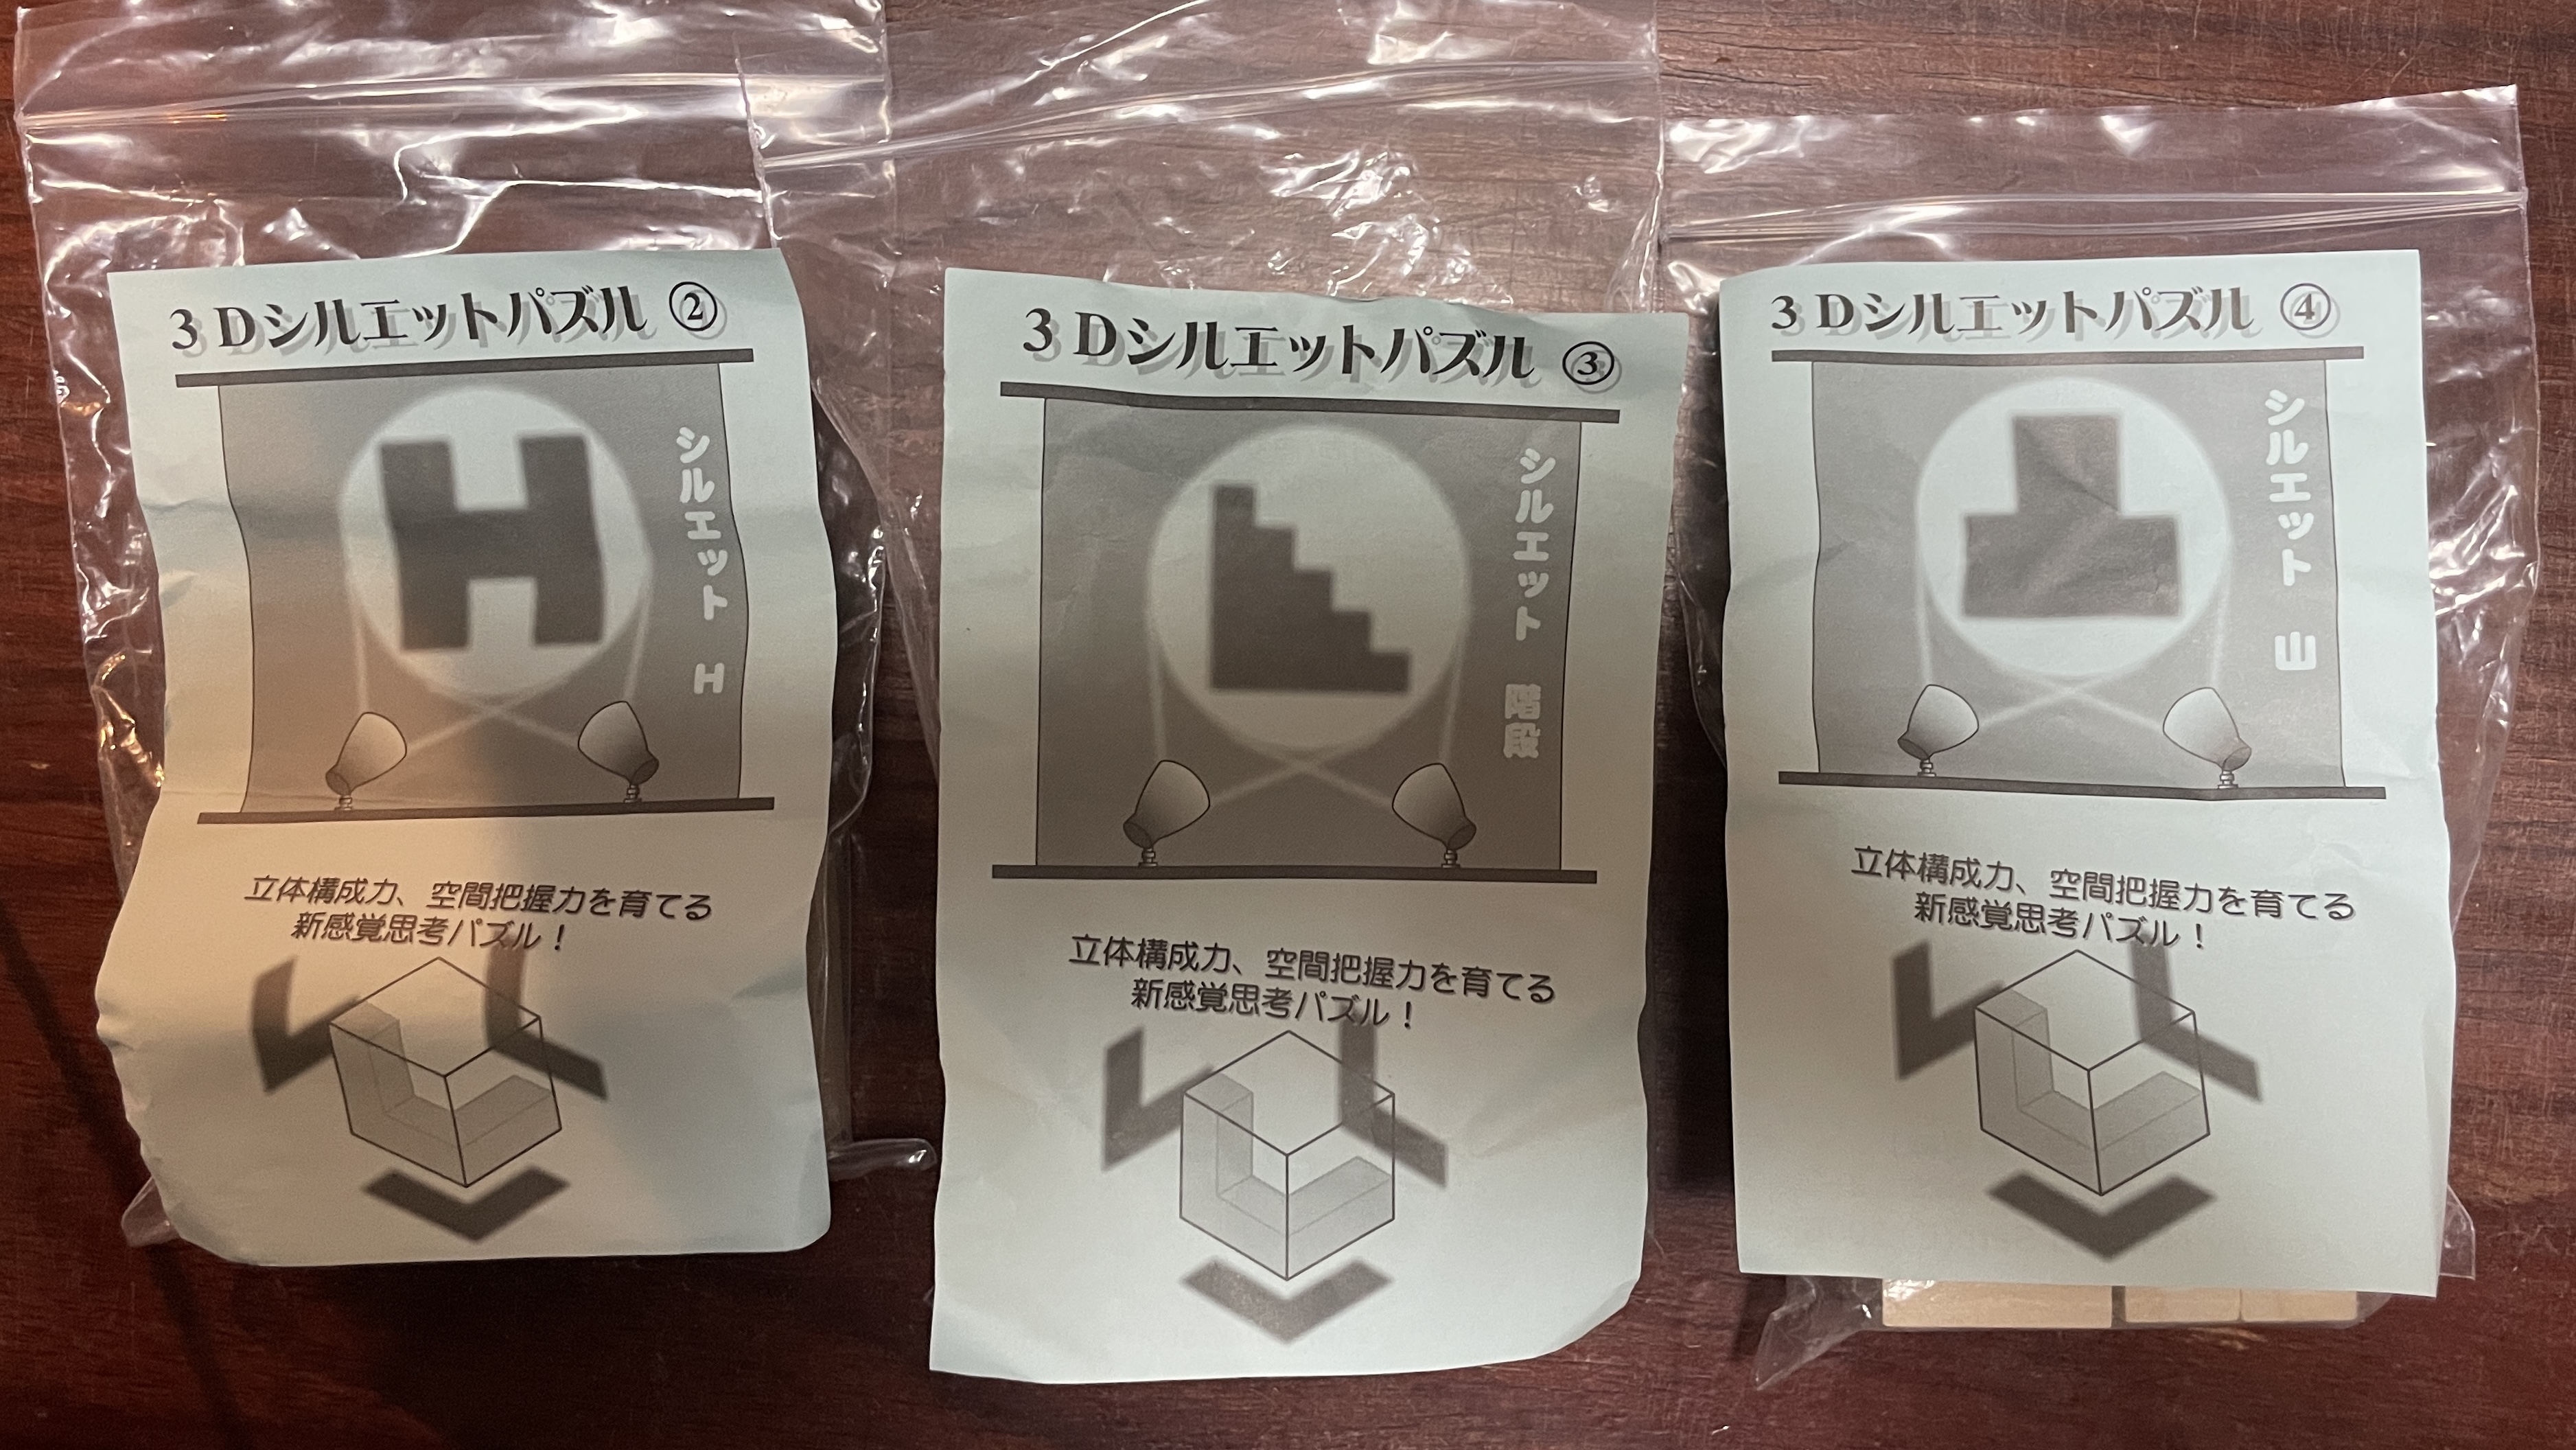 3Dシルエットパズル ②
シルエット H
立体構成力、空間把握力を育てる
新感覚思考パズル！
3Dシルエットパズル ③
シルエット 階段
立体構成力、空間把握力を育てる
新感覚思考パズル！
3Dシルエットパズル ④
シルエット 山
立体構成力、空間把握力を育てる
新感覚思考パズル！